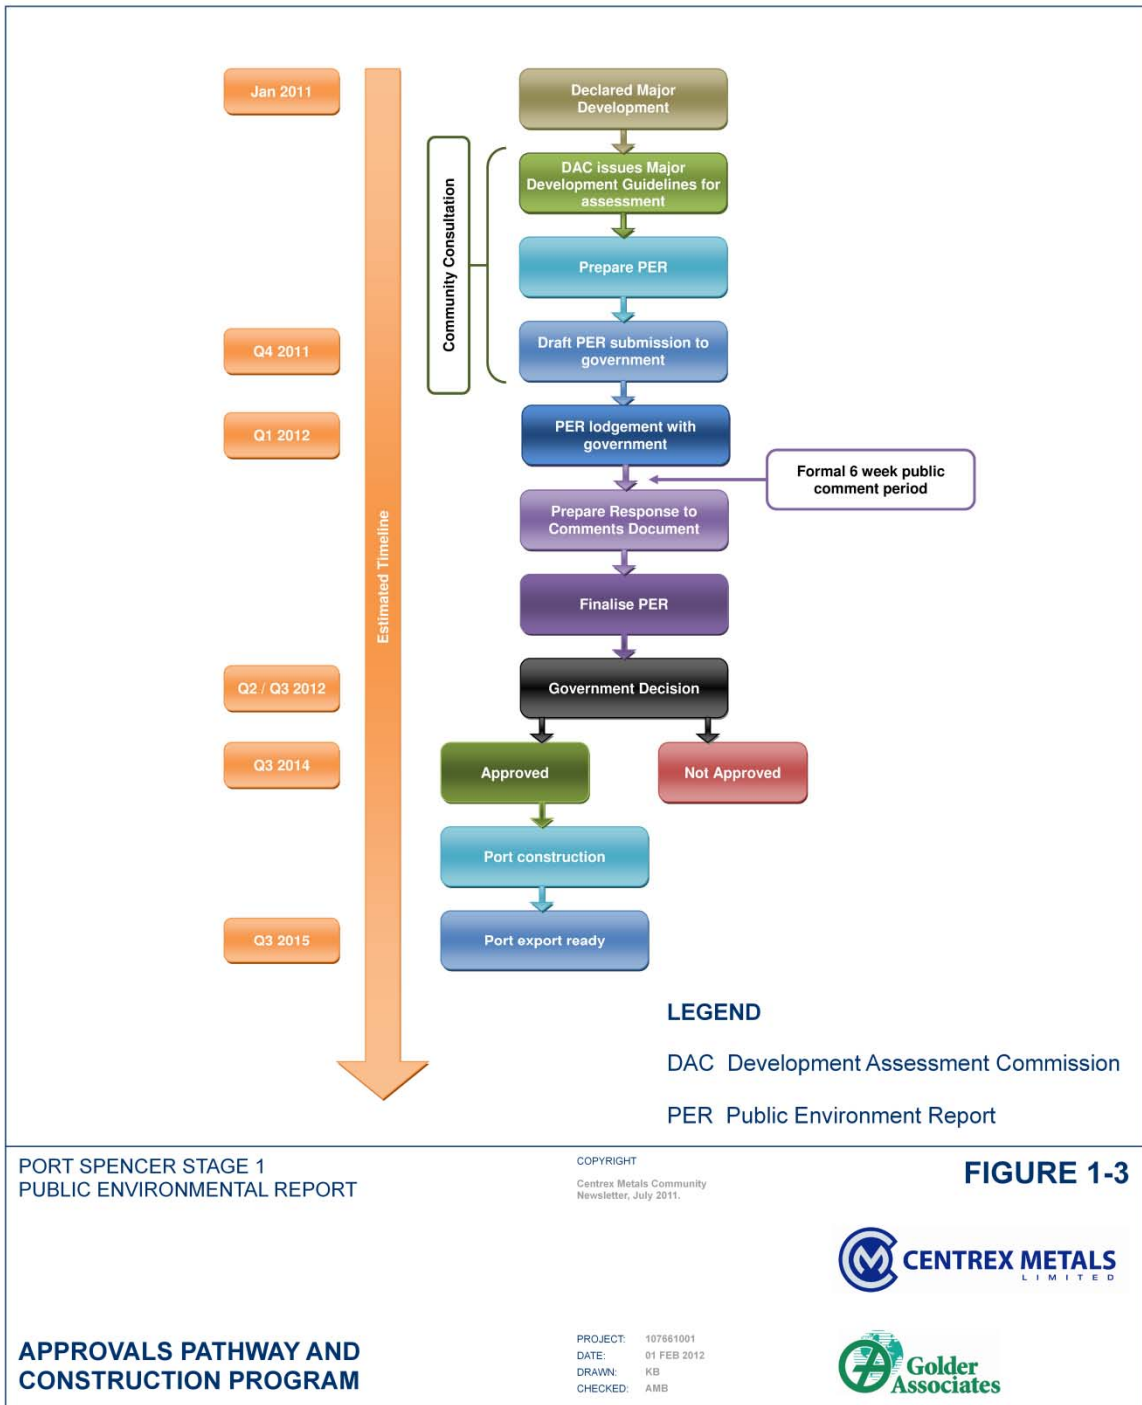 Jan 2011
Declared Major
Development
Community Consultation
DAC issues Major
Development Guidelines for
assessment
Prepare PER
Q4 2011
Draft PER submission to
government
Q1 2012
PER lodgement with
government
Formal 6 week public
comment period
Estimated Timeline
Prepare Response to
Comments Document
Finalise PER
Q2 / Q3 2012
Government Decision
Q3 2014
Approved
Not Approved
Port construction
Q3 2015
Port export ready
LEGEND
DAC Development Assessment Commission
PER Public Environment Report
PORT SPENCER STAGE 1
PUBLIC ENVIRONMENTAL REPORT
COPYRIGHT
Centrex Metals Community
Newsletter, July 2011.
FIGURE 1-3
CENTREX METALS
LIMITED
APPROVALS PATHWAY AND
CONSTRUCTION PROGRAM
PROJECT: 107661001
DATE: 01 FEB 2012
DRAWN: KB
CHECKED: AMB
Golder
Associates